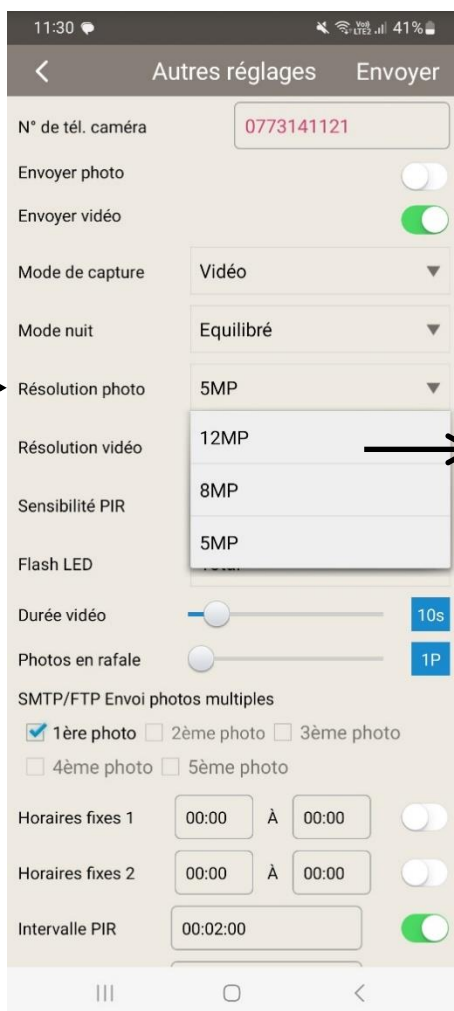 11:30 41%
Autres réglages Envoyer
N° de tél. caméra 0773141121
Envoyer photo
Envoyer vidéo
Mode de capture Vidéo
Mode nuit Equilibré
Résolution photo 5MP
12MP
Résolution vidéo
8MP
Sensibilité PIR
5MP
Flash LED
Durée vidéo 10s
Photos en rafale 1P
SMTP/FTP Envoi photos multiples
1ère photo 2ème photo 3ème photo
4ème photo 5ème photo
Horaires fixes 1 00:00 À 00:00
Horaires fixes 2 00:00 À 00:00
Intervalle PIR 00:02:00